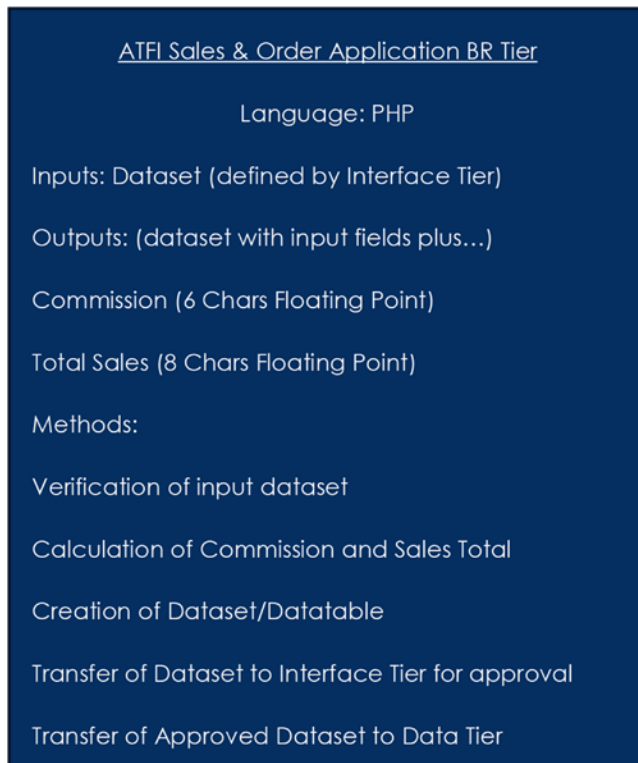 ATFI Sales & Order Application BR Tier
Language: PHP
Inputs: Dataset (defined by Interface Tier)
Outputs: (dataset with input fields plus…)
Commission (6 Chars Floating Point)
Total Sales (8 Chars Floating Point)
Methods:
Verification of input dataset
Calculation of Commission and Sales Total
Creation of Dataset/Datatable
Transfer of Dataset to Interface Tier for approval
Transfer of Approved Dataset to Data Tier